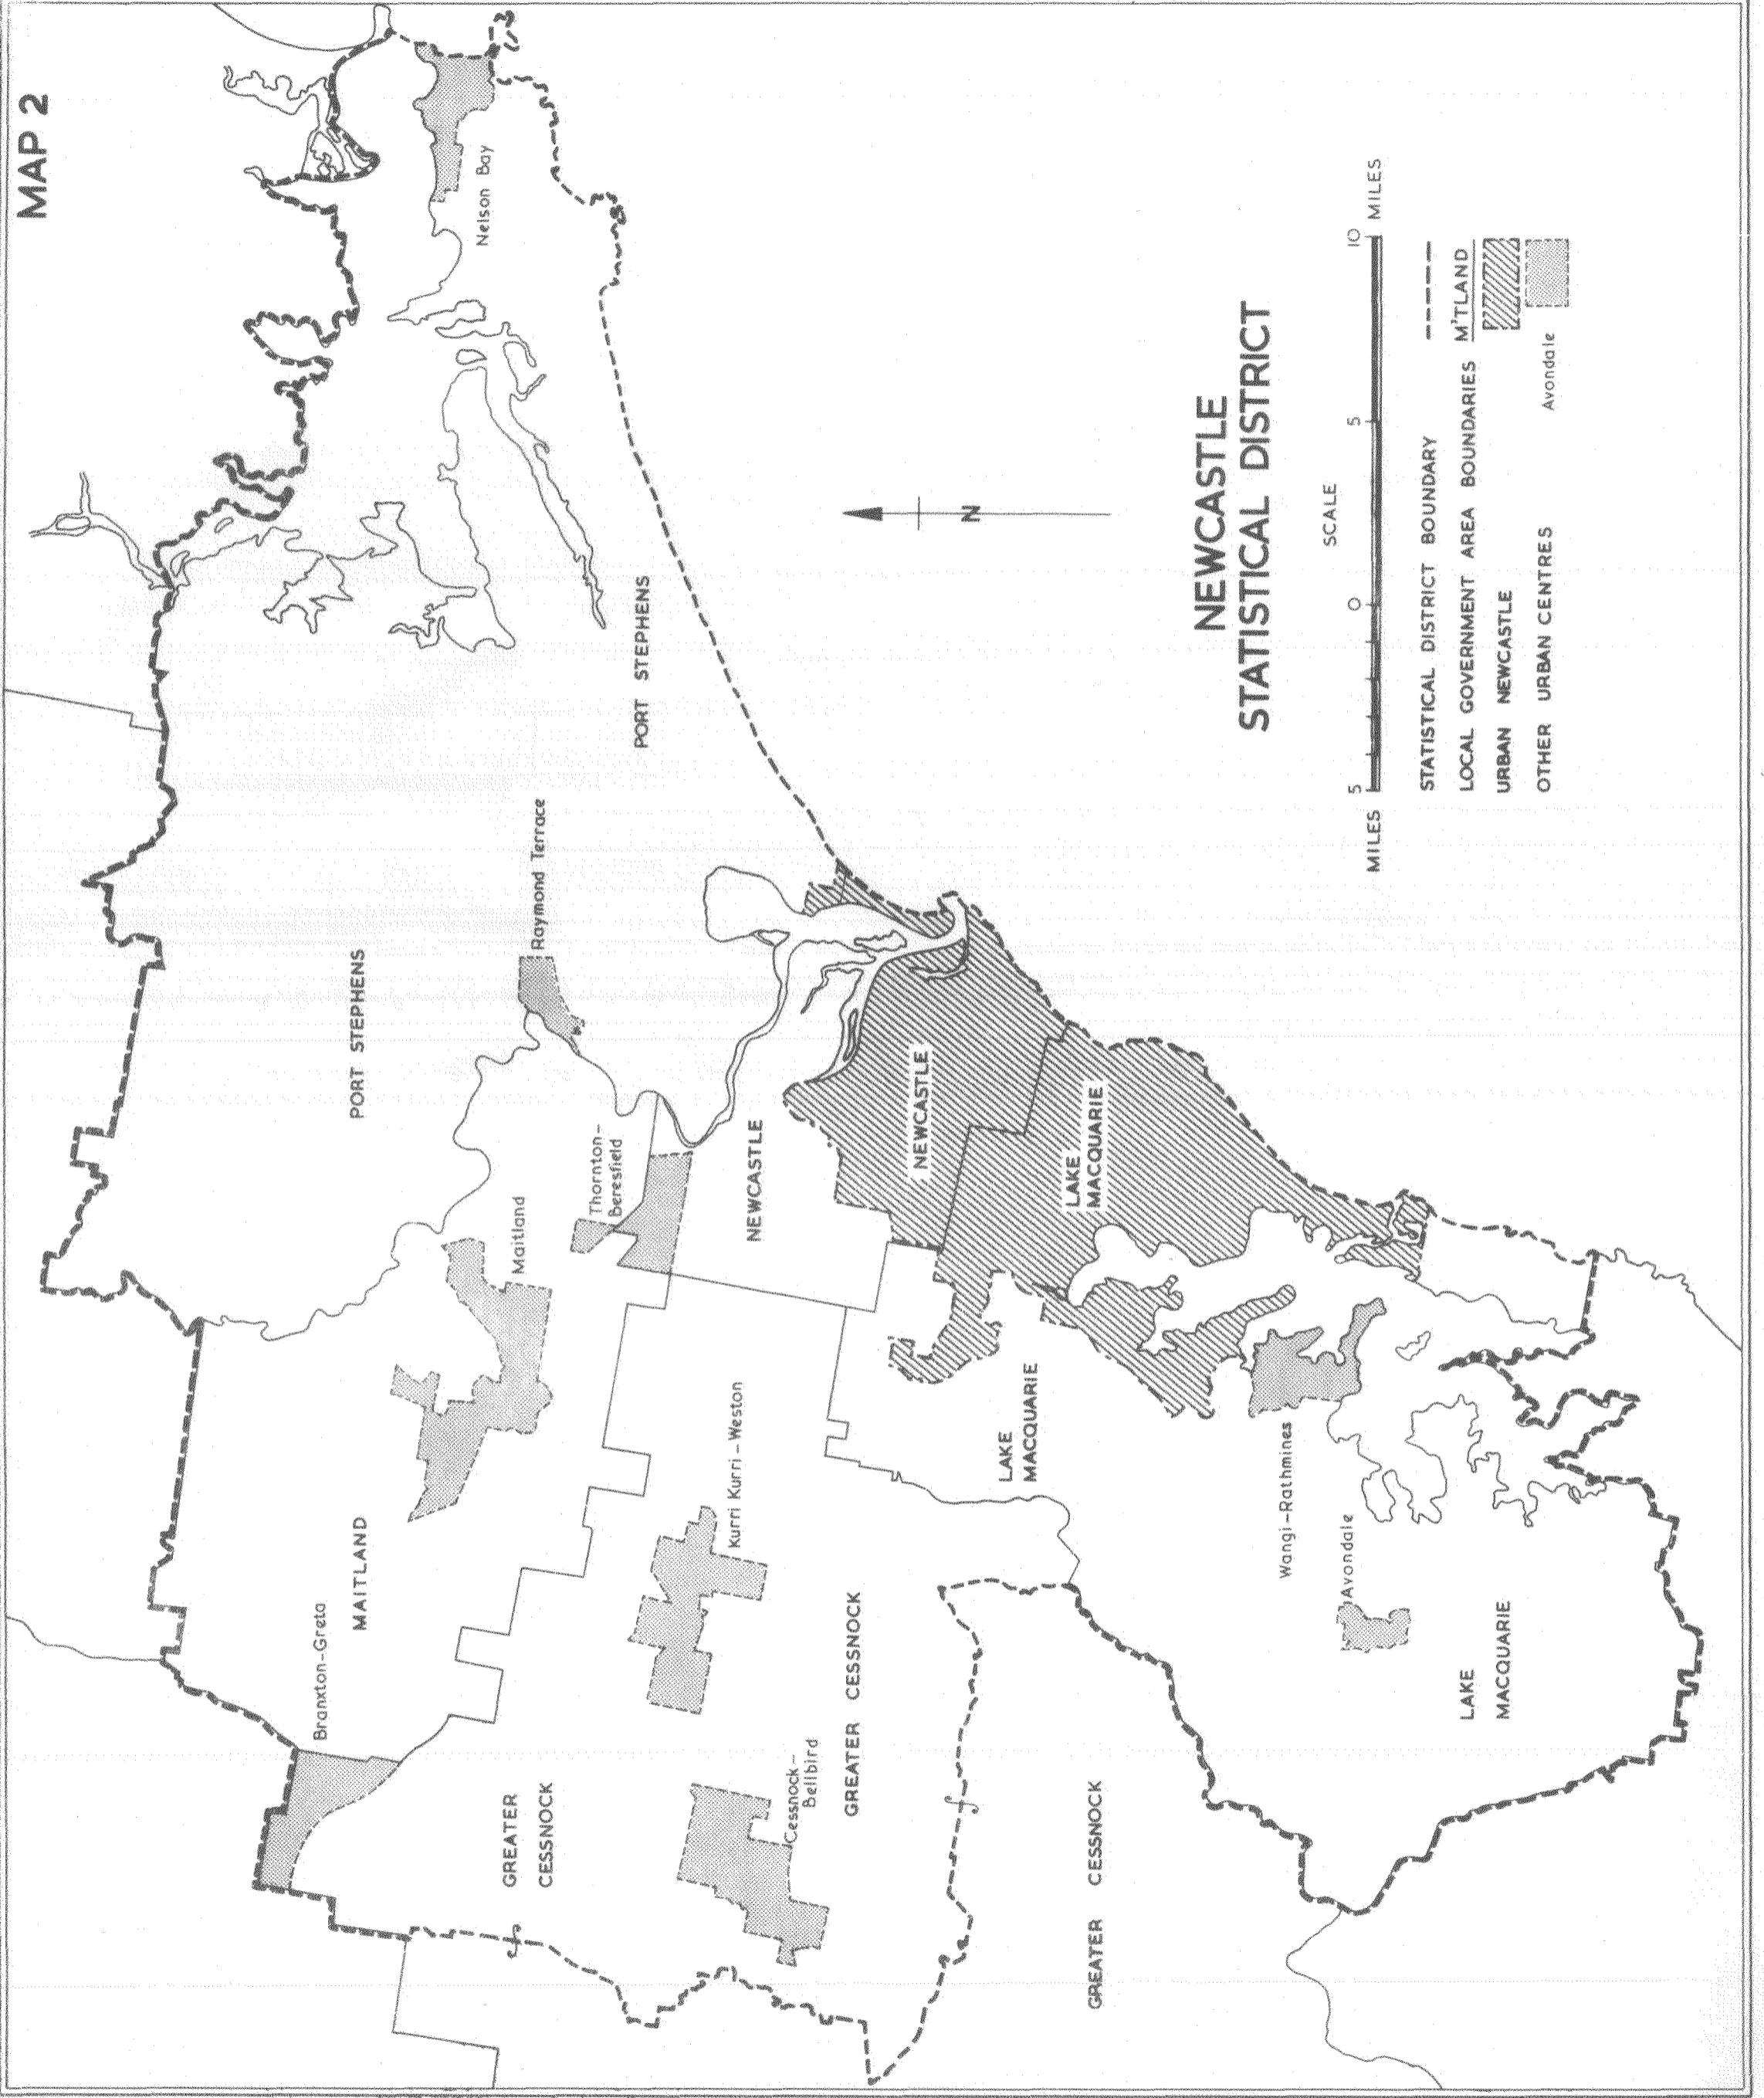 MAP 2
Nelson Bay
PORT STEPHENS
Raymond Terrace
PORT STEPHENS
Thornton–
Beresfield
NEWCASTLE
Maitland
NEWCASTLE
LAKE
MACQUARIE
MAITLAND
Branxton-Greta
Kurri Kurri – Weston
LAKE
MACQUARIE
GREATER
CESSNOCK
Cessnock –
Bellbird
GREATER CESSNOCK
GREATER CESSNOCK
Wangi–Rathmines
Avondale
LAKE
MACQUARIE
N
NEWCASTLE
STATISTICAL DISTRICT
SCALE
MILES 5 0 5 10 MILES
STATISTICAL DISTRICT BOUNDARY
LOCAL GOVERNMENT AREA BOUNDARIES M'TLAND
URBAN NEWCASTLE
OTHER URBAN CENTRES Avondale